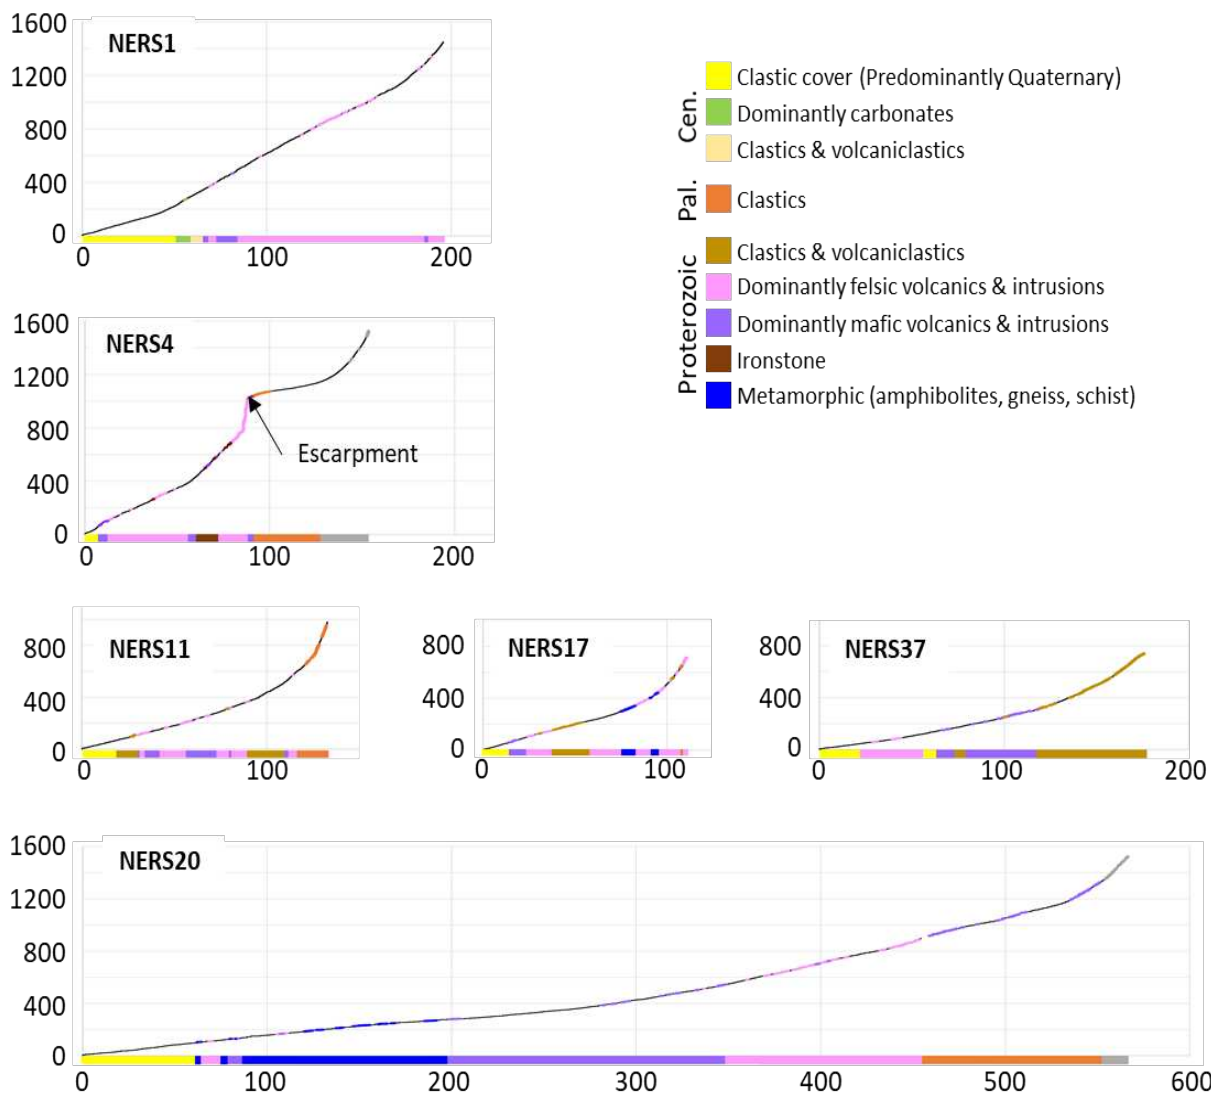 1600
NERS1
1200
800
400
0
0 100 200
Cen.
Clastic cover (Predominantly Quaternary)
Dominantly carbonates
Clastics & volcaniclastics
Pal.
Clastics
Proterozoic
Clastics & volcaniclastics
Dominantly felsic volcanics & intrusions
Dominantly mafic volcanics & intrusions
Ironstone
Metamorphic (amphibolites, gneiss, schist)
1600
NERS4
1200
800
Escarpment
400
0
0 100 200
NERS11
800
400
0
0 100
NERS17
800
400
0
0 100
NERS37
800
400
0
0 100 200
1600
NERS20
1200
800
400
0
0 100 200 300 400 500 600